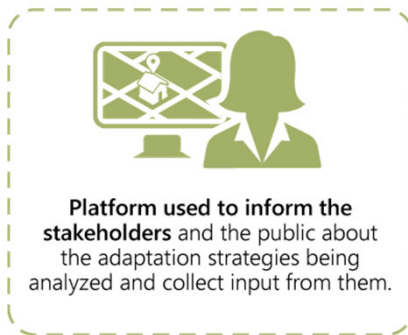 Platform used to inform the
stakeholders and the public about
the adaptation strategies being
analyzed and collect input from them.